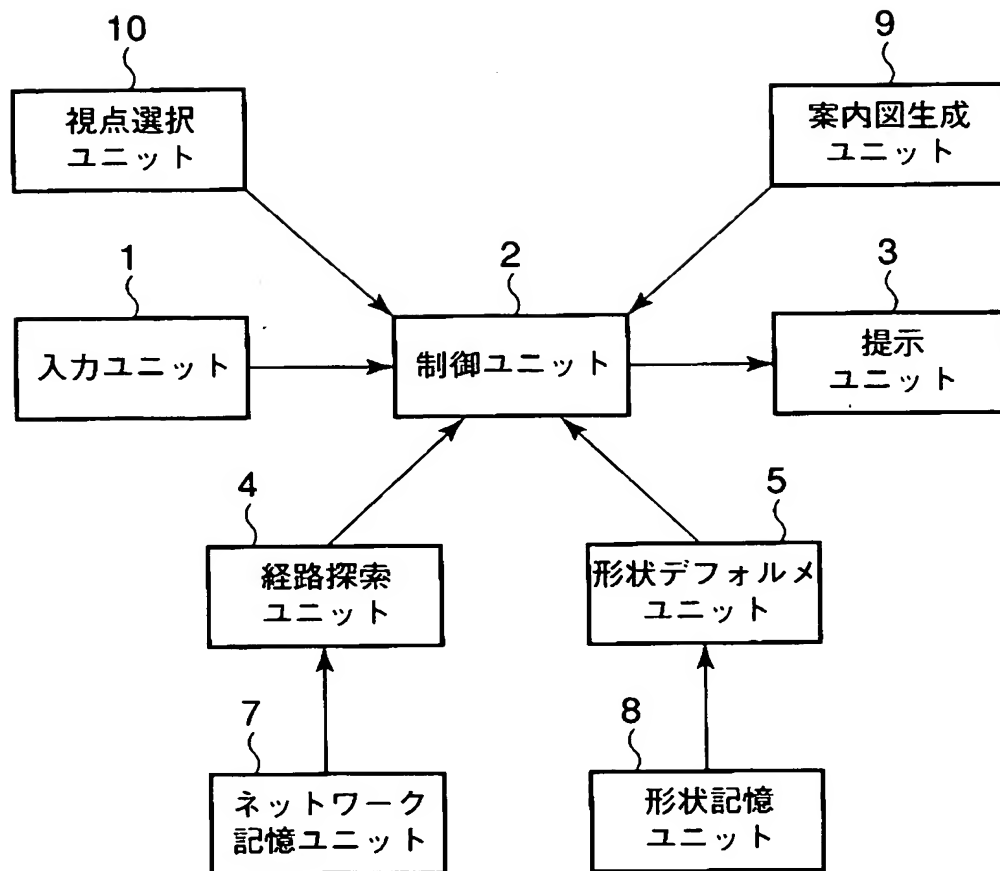 10
視点選択
ユニット
9
案内図生成
ユニット
1
入力ユニット
2
制御ユニット
3
提示
ユニット
4
経路探索
ユニット
5
形状デフォルメ
ユニット
7
ネットワーク
記憶ユニット
8
形状記憶
ユニット